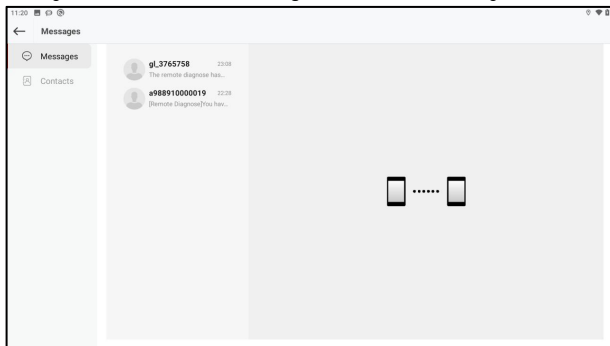 11:20
Messages
Messages
Contacts
gl_3765758 23:08
The remote diagnose has...
a988910000019 22:28
[Remote Diagnose]You hav...